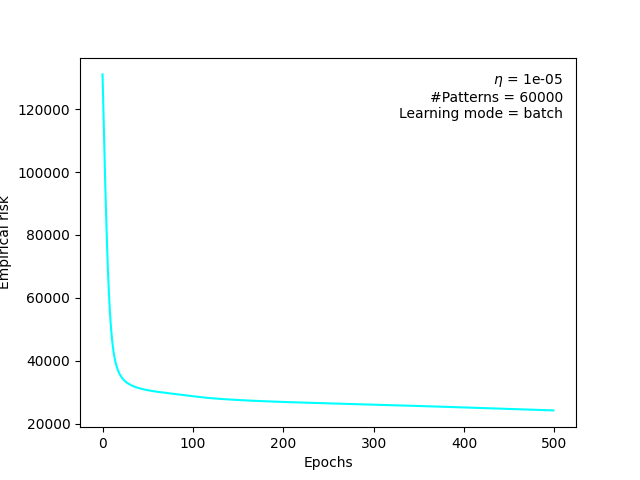 η = 1e-05
#Patterns = 60000
Learning mode = batch
120000
100000
80000
60000
40000
20000
Empirical risk
0 100 200 300 400 500
Epochs